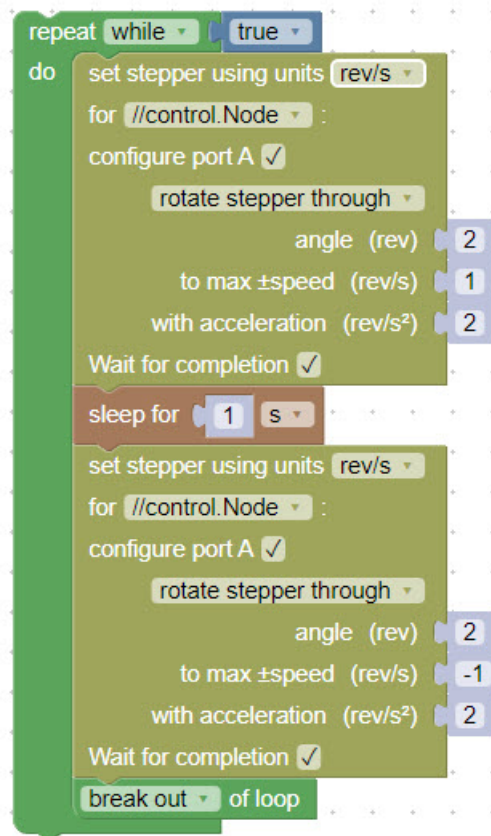 repeat while true
do set stepper using units rev/s
for //control.Node :
configure port A ✓
rotate stepper through
angle (rev) 2
to max ±speed (rev/s) 1
with acceleration (rev/s²) 2
Wait for completion ✓
sleep for 1 s
set stepper using units rev/s
for //control.Node :
configure port A ✓
rotate stepper through
angle (rev) 2
to max ±speed (rev/s) -1
with acceleration (rev/s²) 2
Wait for completion ✓
break out of loop